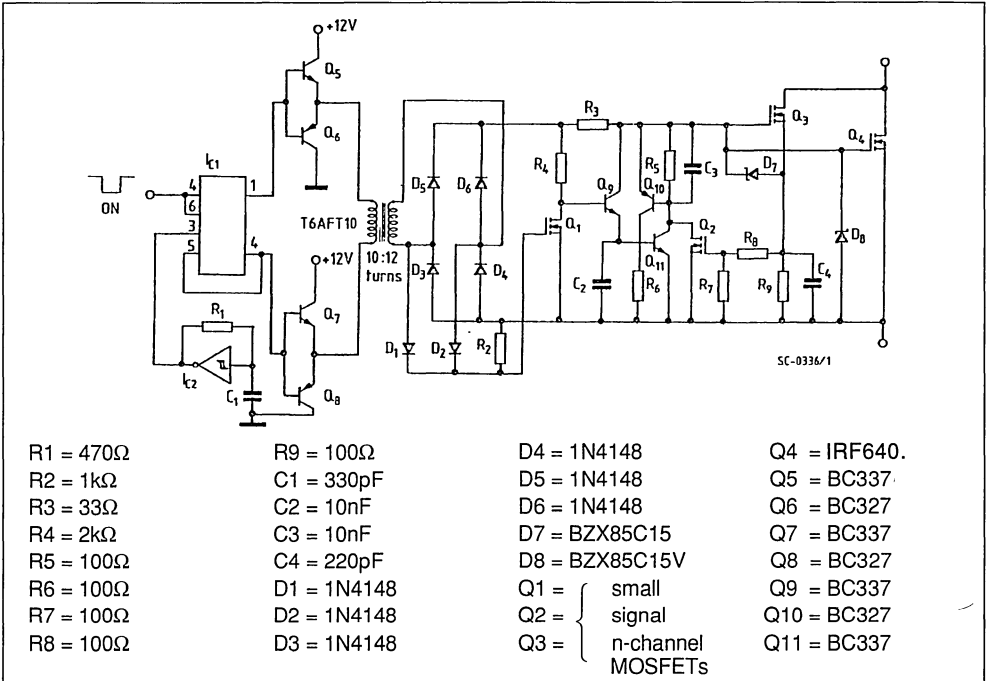 +12V
Q5
Q6
IC1
4
6
3
5
1
4
ON
T6AFT10
10:12
turns
+12V
Q7
Q8
R1
IC2
C1
D5
D6
D3
D4
D1
D2
R2
R3
R4
Q1
Q9
C2
R5
Q10
C3
Q11
R6
Q2
R7
R8
R9
C4
D7
D8
Q3
Q4
SC-0336/1
R1 = 470Ω
R2 = 1kΩ
R3 = 33Ω
R4 = 2kΩ
R5 = 100Ω
R6 = 100Ω
R7 = 100Ω
R8 = 100Ω
R9 = 100Ω
C1 = 330pF
C2 = 10nF
C3 = 10nF
C4 = 220pF
D1 = 1N4148
D2 = 1N4148
D3 = 1N4148
D4 = 1N4148
D5 = 1N4148
D6 = 1N4148
D7 = BZX85C15
D8 = BZX85C15V
Q1 = small
Q2 = signal
Q3 = n-channel
MOSFETs
Q4 = IRF640.
Q5 = BC337
Q6 = BC327
Q7 = BC337
Q8 = BC327
Q9 = BC337
Q10 = BC327
Q11 = BC337